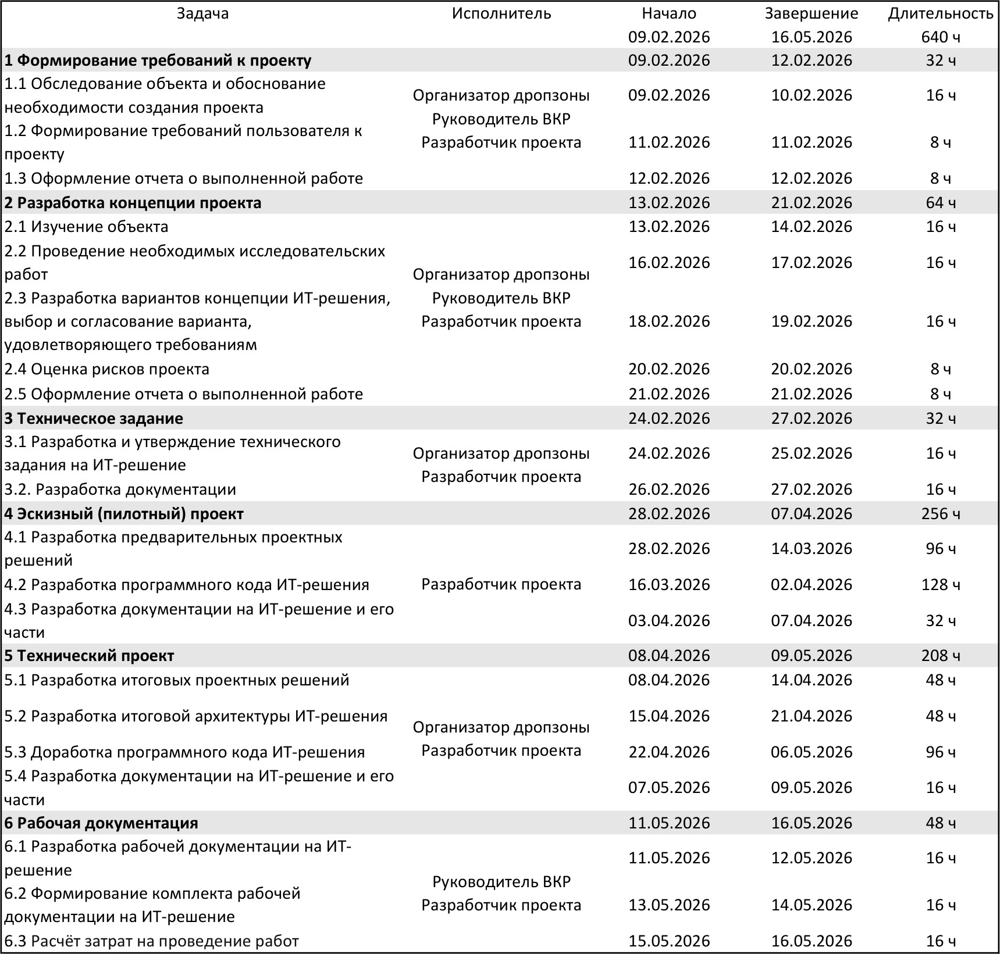 Задача Исполнитель Начало Завершение Длительность
09.02.2026 16.05.2026 640 ч
1 Формирование требований к проекту 09.02.2026 12.02.2026 32 ч
1.1 Обследование объекта и обоснование
необходимости создания проекта
Организатор дропзоны 09.02.2026 10.02.2026 16 ч
Руководитель ВКР
1.2 Формирование требований пользователя к
проекту
Разработчик проекта 11.02.2026 11.02.2026 8 ч
1.3 Оформление отчета о выполненной работе 12.02.2026 12.02.2026 8 ч
2 Разработка концепции проекта 13.02.2026 21.02.2026 64 ч
2.1 Изучение объекта 13.02.2026 14.02.2026 16 ч
2.2 Проведение необходимых исследовательских
работ
16.02.2026 17.02.2026 16 ч
Организатор дропзоны
Руководитель ВКР
Разработчик проекта
2.3 Разработка вариантов концепции ИТ-решения,
выбор и согласование варианта,
удовлетворяющего требованиям
18.02.2026 19.02.2026 16 ч
2.4 Оценка рисков проекта 20.02.2026 20.02.2026 8 ч
2.5 Оформление отчета о выполненной работе 21.02.2026 21.02.2026 8 ч
3 Техническое задание 24.02.2026 27.02.2026 32 ч
3.1 Разработка и утверждение технического
задания на ИТ-решение
Организатор дропзоны 24.02.2026 25.02.2026 16 ч
Разработчик проекта
3.2. Разработка документации 26.02.2026 27.02.2026 16 ч
4 Эскизный (пилотный) проект 28.02.2026 07.04.2026 256 ч
4.1 Разработка предварительных проектных
решений
28.02.2026 14.03.2026 96 ч
4.2 Разработка программного кода ИТ-решения Разработчик проекта 16.03.2026 02.04.2026 128 ч
4.3 Разработка документации на ИТ-решение и его
части
03.04.2026 07.04.2026 32 ч
5 Технический проект 08.04.2026 09.05.2026 208 ч
5.1 Разработка итоговых проектных решений 08.04.2026 14.04.2026 48 ч
5.2 Разработка итоговой архитектуры ИТ-решения 15.04.2026 21.04.2026 48 ч
Организатор дропзоны
Разработчик проекта
5.3 Доработка программного кода ИТ-решения 22.04.2026 06.05.2026 96 ч
5.4 Разработка документации на ИТ-решение и его
части
07.05.2026 09.05.2026 16 ч
6 Рабочая документация 11.05.2026 16.05.2026 48 ч
6.1 Разработка рабочей документации на ИТ-
решение
11.05.2026 12.05.2026 16 ч
Руководитель ВКР
Разработчик проекта
6.2 Формирование комплекта рабочей
документации на ИТ-решение
13.05.2026 14.05.2026 16 ч
6.3 Расчёт затрат на проведение работ 15.05.2026 16.05.2026 16 ч